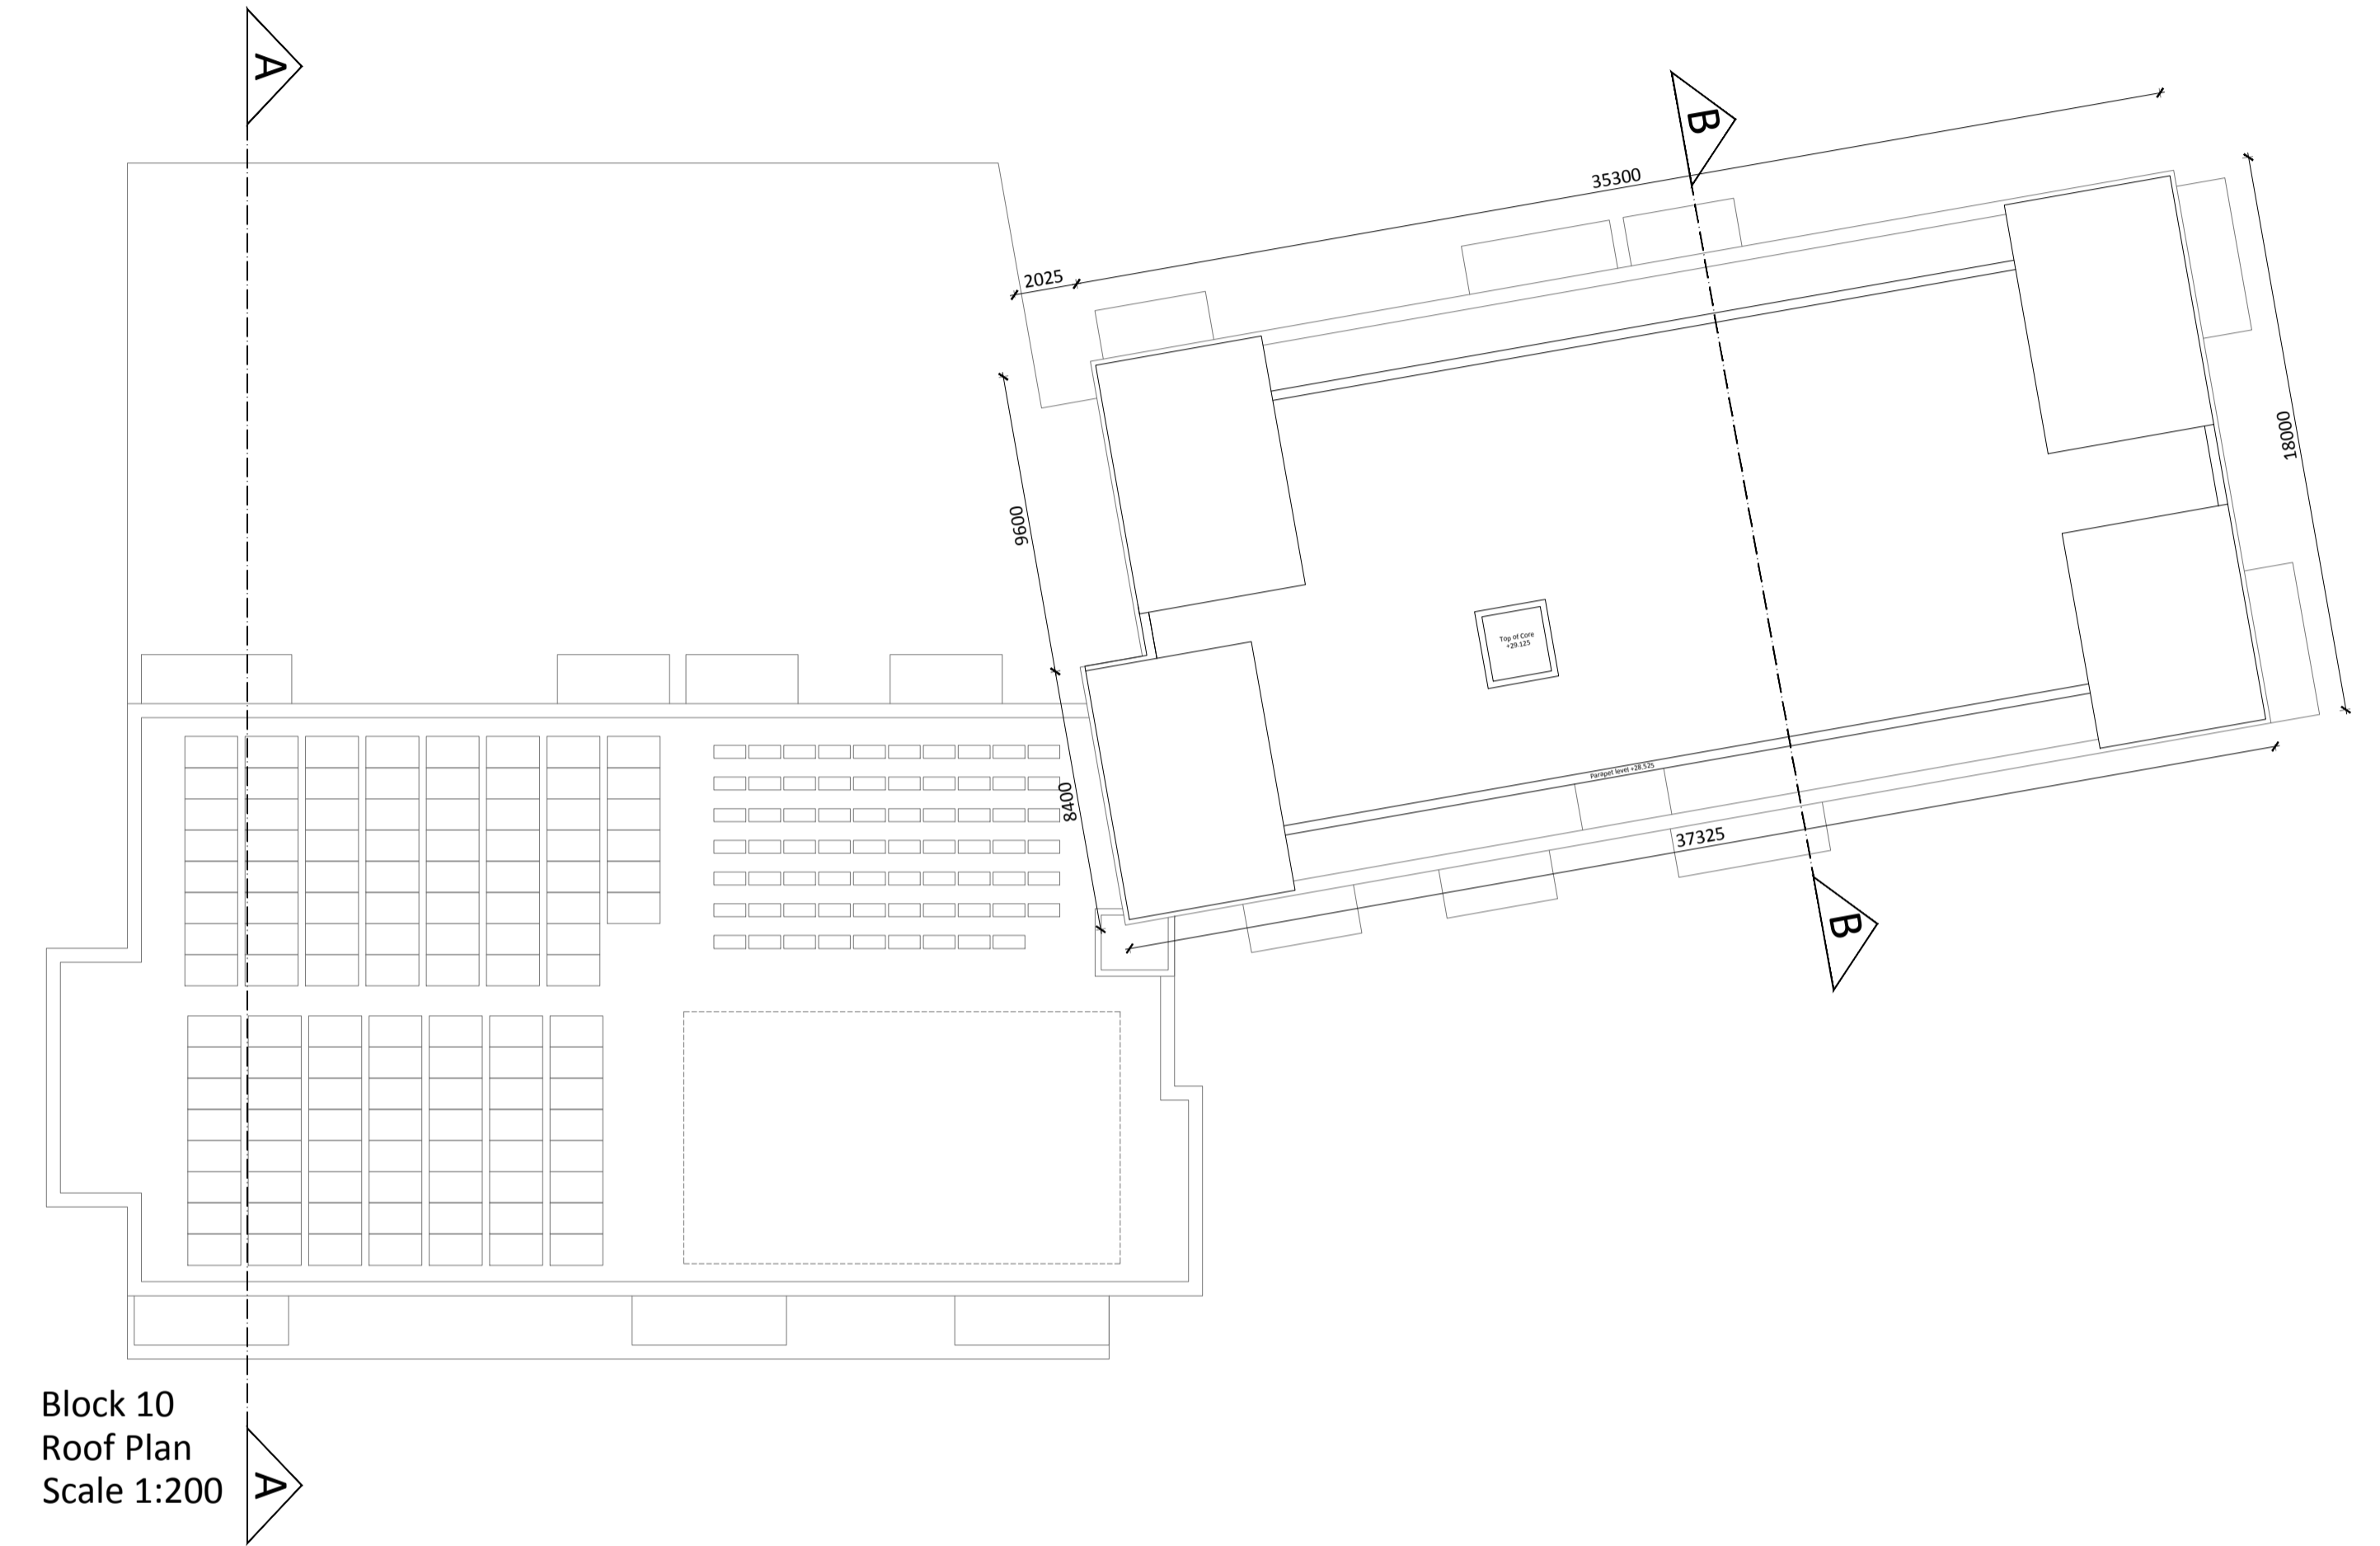 A
B
35300
2025
18000
9600
Top of Core
+29.125
Parapet level +28.525
8400
37325
B
Block 10
Roof Plan
Scale 1:200
A